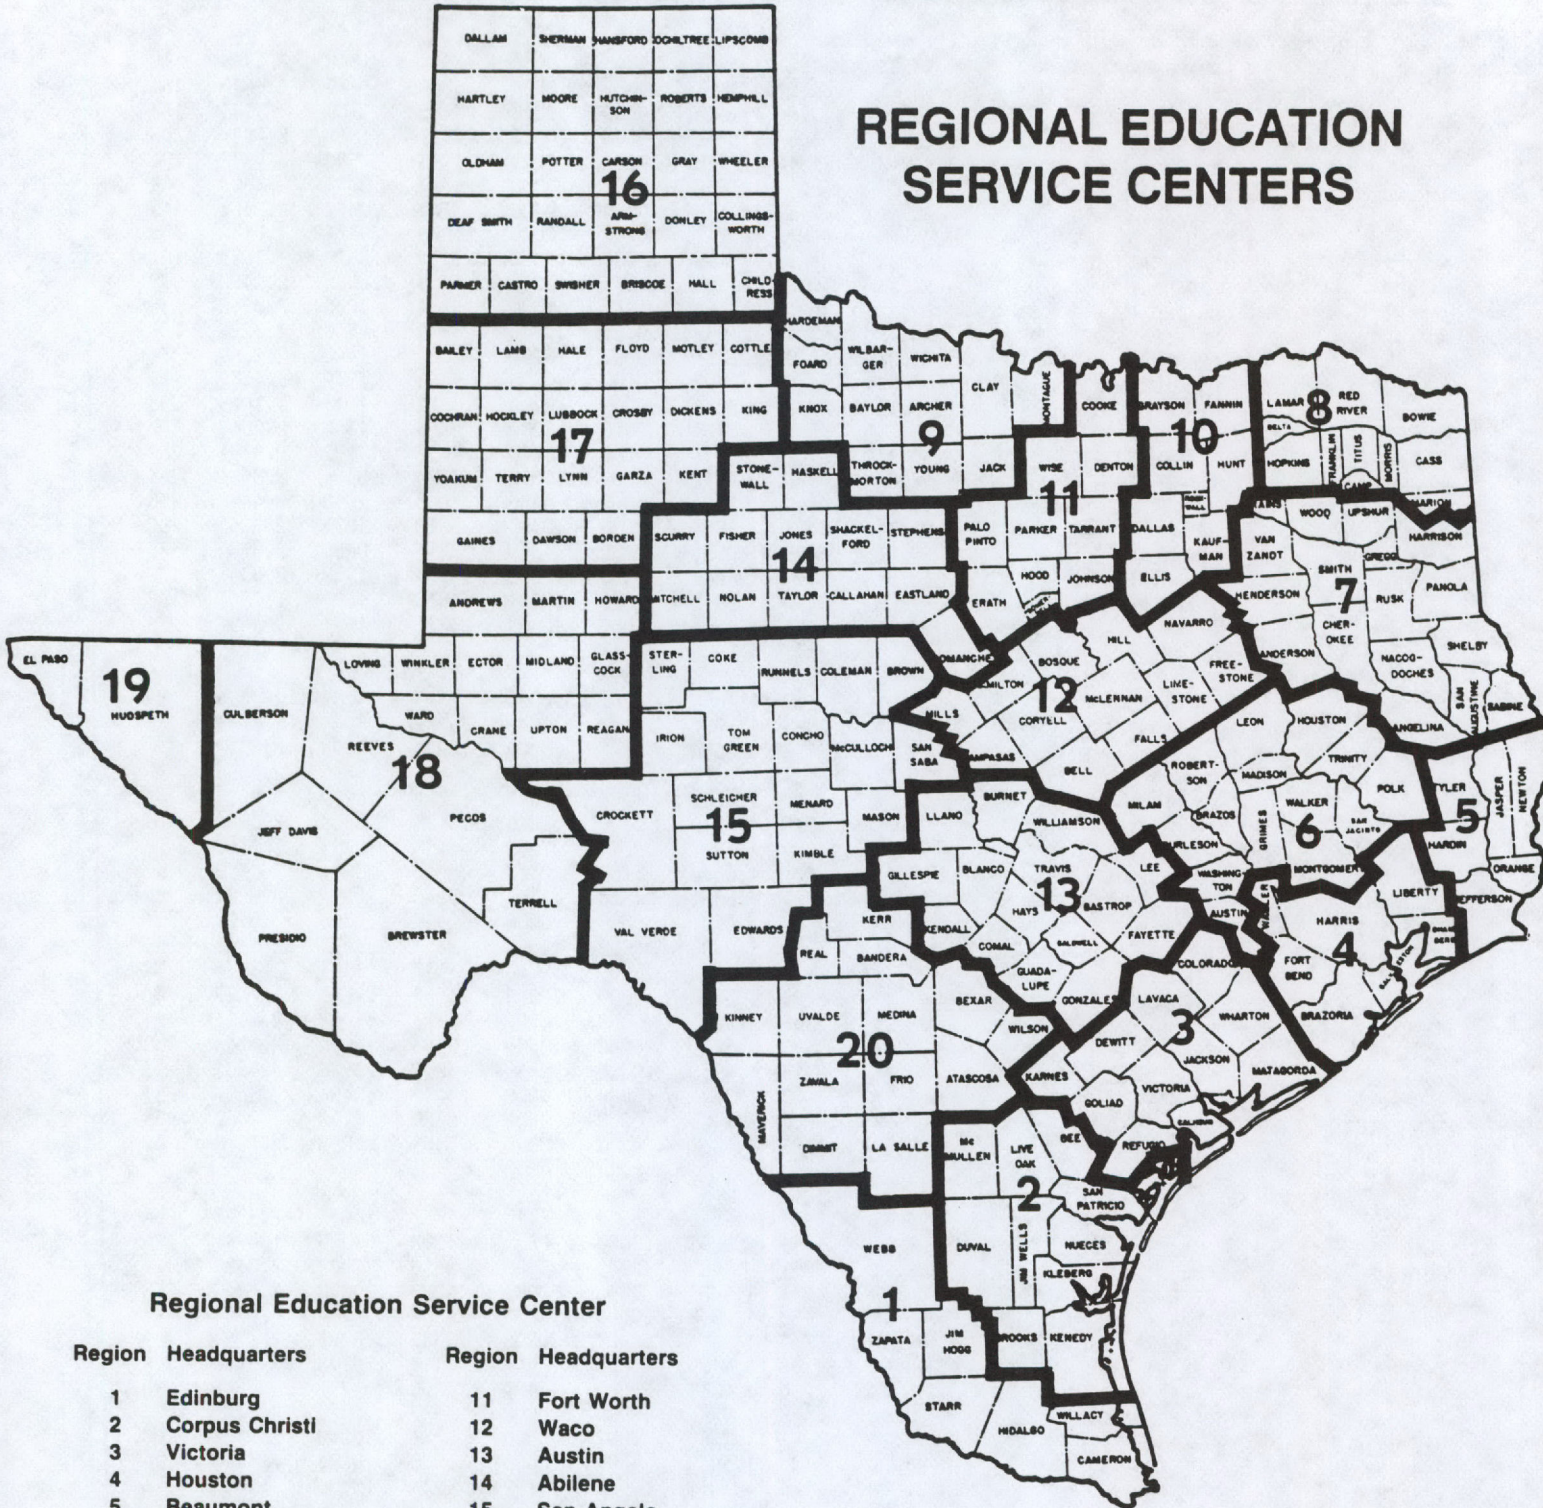 REGIONAL EDUCATION
SERVICE CENTERS
DALLAM SHERMAN HANSFORD OCHILTREE LIPSCOMB
HARTLEY MOORE HUTCHIN-
SON ROBERTS HEMPHILL
OLDHAM POTTER CARSON GRAY WHEELER
16
DEAF SMITH RANDALL ARM-
STRONG DONLEY COLLINGS-
WORTH
PARMER CASTRO SWISHER BRISCOE HALL CHILD-
RESS
HARDEMAN
BAILEY LAMB HALE FLOYD MOTLEY COTTLE
FOARD WILBAR-
GER WICHITA CLAY MONTAGUE COOKE
COCHRAN HOCKLEY LUBBOCK CROSBY DICKENS KING
KNOX BAYLOR ARCHER
GRAYSON FANNIN LAMAR 8 RED
RIVER BOWIE
17 9 10
DELTA HOPKINS FRANKLIN TITUS CAMP MORRIS CASS MARION
YOAKUM TERRY LYNN GARZA KENT
STONE-
WALL HASKELL THROCK-
MORTON YOUNG JACK WISE DENTON COLLIN HUNT
11
ROCK-
WALL RAINS WOOD UPSHUR HARRISON
GAINES DAWSON BORDEN SCURRY FISHER JONES SHACKEL-
FORD STEPHENS PALO
PINTO PARKER TARRANT DALLAS KAUF-
MAN VAN
ZANDT SMITH GREGG
14 7
ANDREWS MARTIN HOWARD MITCHELL NOLAN TAYLOR CALLAHAN EASTLAND ERATH HOOD JOHNSON ELLIS HENDERSON RUSK PANOLA
NAVARRO HILL CHER-
OKEE
EL PASO HUDSPETH 19
CULBERSON
LOVING WINKLER ECTOR MIDLAND GLASS-
COCK STER-
LING COKE RUNNELS COLEMAN BROWN COMANCHE HAMILTON BOSQUE
12
McLENNAN LIME-
STONE FREE-
STONE ANDERSON NACOG-
DOCHES SHELBY
SAN
AUGUSTINE SABINE
WARD CRANE UPTON REAGAN IRION TOM
GREEN CONCHO McCULLOCH SAN
SABA MILLS LAMPASAS CORYELL BELL FALLS LEON HOUSTON ANGELINA
REEVES
18
JEFF DAVIS PECOS CROCKETT SCHLEICHER MENARD MASON
15
SUTTON KIMBLE
LLANO BURNET WILLIAMSON MILAM ROBERT-
SON MADISON TRINITY POLK TYLER JASPER NEWTON
BRAZOS GRIMES WALKER SAN
JACINTO 5 HARDIN
6
BURLESON MONTGOMERY LIBERTY ORANGE
PRESIDIO BREWSTER TERRELL VAL VERDE EDWARDS
GILLESPIE BLANCO TRAVIS
13
LEE WASHING-
TON AUSTIN WALLER HARRIS JEFFERSON
KERR KENDALL HAYS BASTROP FAYETTE
REAL BANDERA COMAL CALDWELL COLORADO FORT
BEND 4 GALVESTON CHAM-
BERS
KINNEY UVALDE MEDINA BEXAR GUADA-
LUPE GONZALES LAVACA WHARTON BRAZORIA
20 WILSON DEWITT 3
ZAVALA FRIO ATASCOSA KARNES JACKSON MATAGORDA
MAVERICK GOLIAD VICTORIA CALHOUN
DIMMIT LA SALLE Mc
MULLEN LIVE
OAK BEE REFUGIO
2
SAN
PATRICIO
WEBB DUVAL JIM WELLS NUECES
KLEBERG
1
ZAPATA JIM
HOGG BROOKS KENEDY
STARR HIDALGO WILLACY
CAMERON
Regional Education Service Center
Region Headquarters Region Headquarters
1 Edinburg 11 Fort Worth
2 Corpus Christi 12 Waco
3 Victoria 13 Austin
4 Houston 14 Abilene
5 Beaumont 15 San Angelo